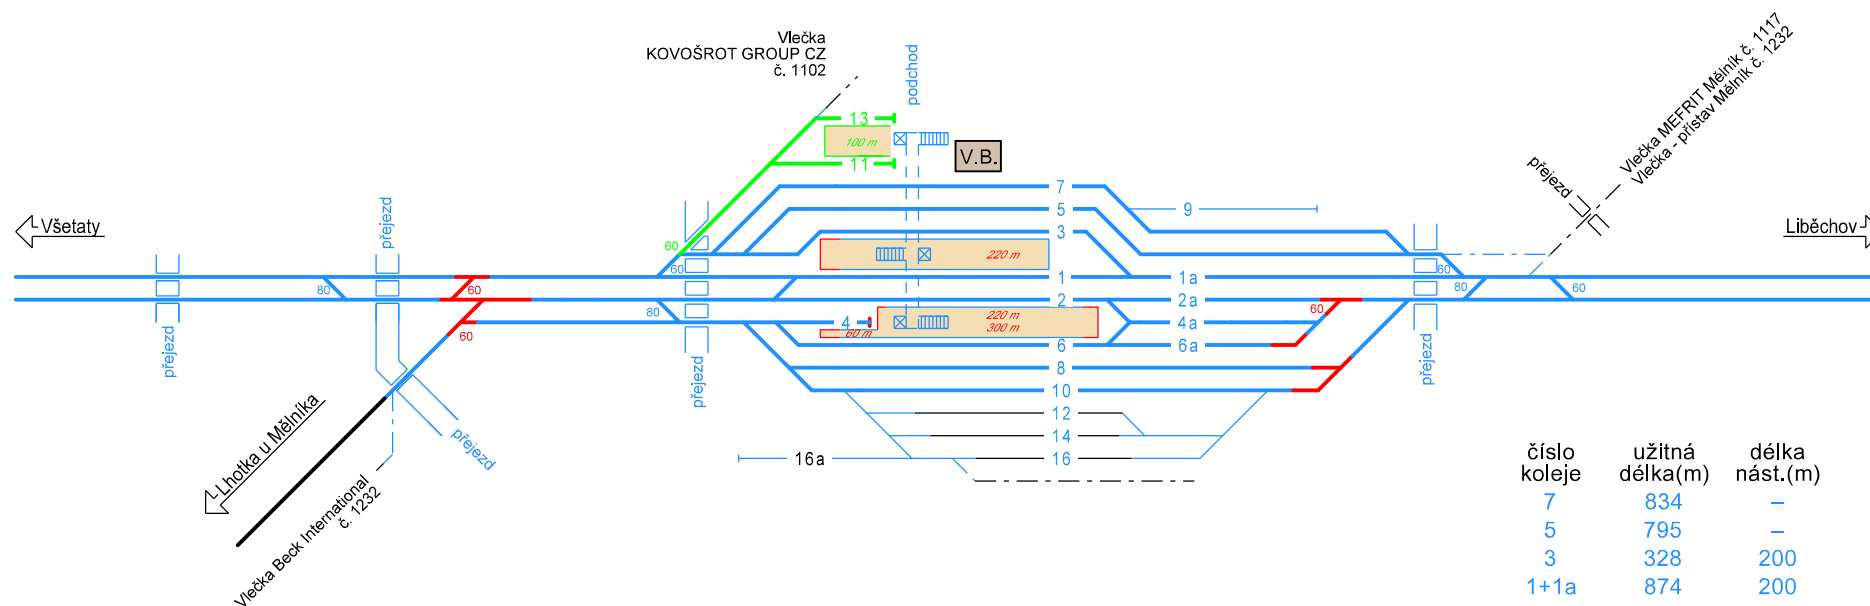 Vlečka
KOVOŠROT GROUP CZ
č. 1102
podchod
Vlečka MEFRIT Mělník č. 1117
Vlečka - přístav Mělník č. 1232
přejezd
13
100 m
11
V.B.
7
5
9
3
Všetaty
přejezd
60
220 m
Liběchov
60
60
1
1a
80
60
2
2a
80
60
60
80
60
4
220 m
300 m
60 m
4a
6
6a
přejezd
přejezd
přejezd
8
10
12
14
16
16a
přejezd
Lhotka u Mělníka
Vlečka Beck International
č. 1232
číslo koleje
užitná délka(m)
délka nást.(m)
7 834 –
5 795 –
3 328 200
1+1a 874 200